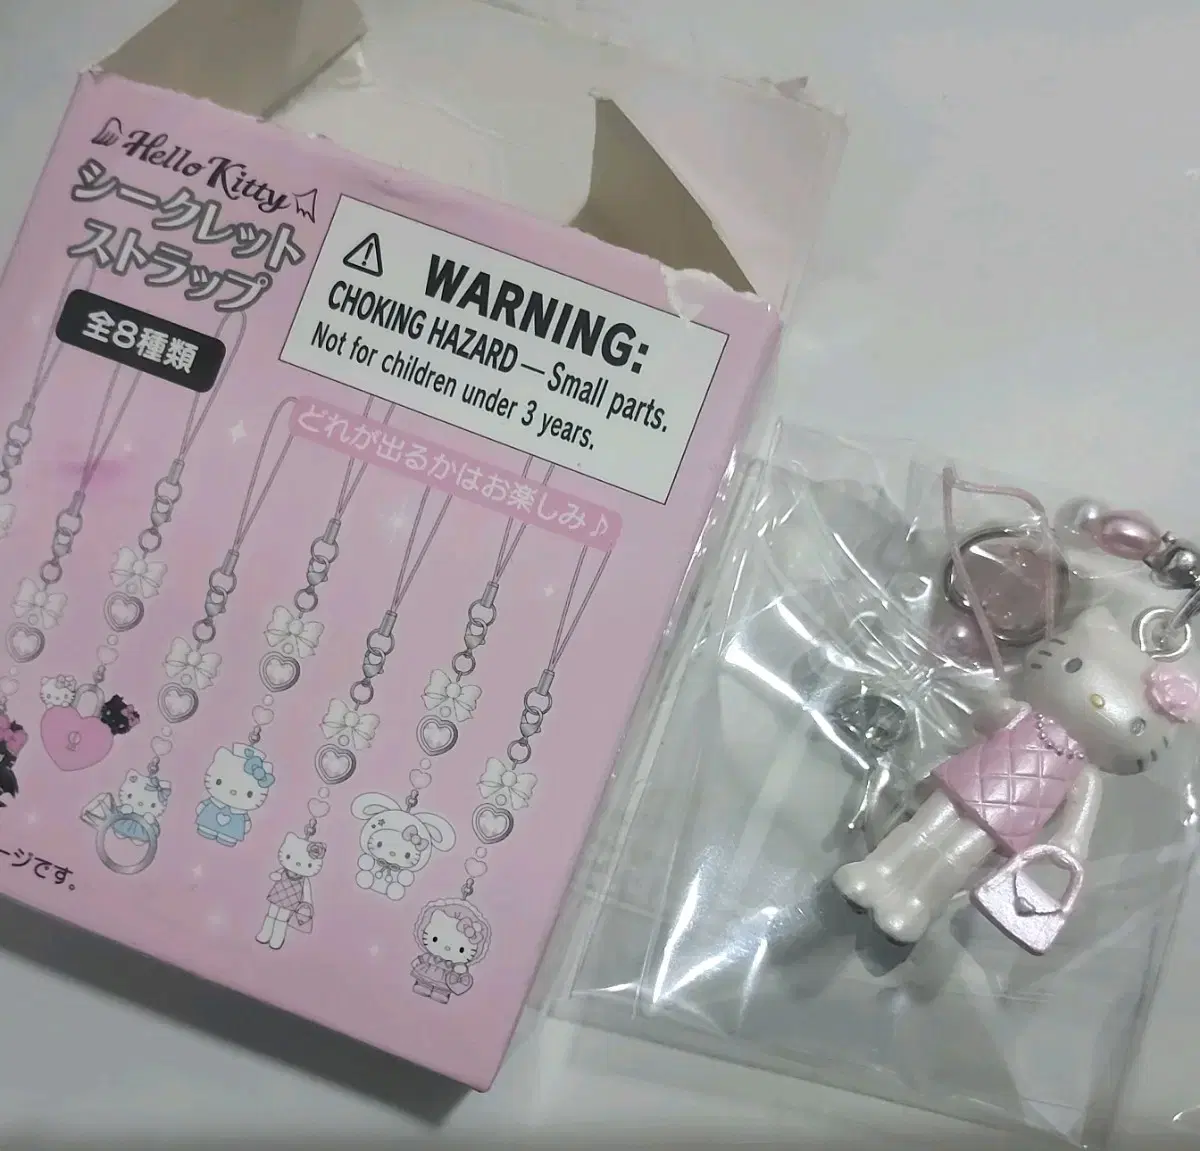 Hello Kitty
シークレット
ストラップ
全8種類
WARNING:
CHOKING HAZARD—Small parts.
Not for children under 3 years.
どれが出るかはお楽しみ♪
ージです。